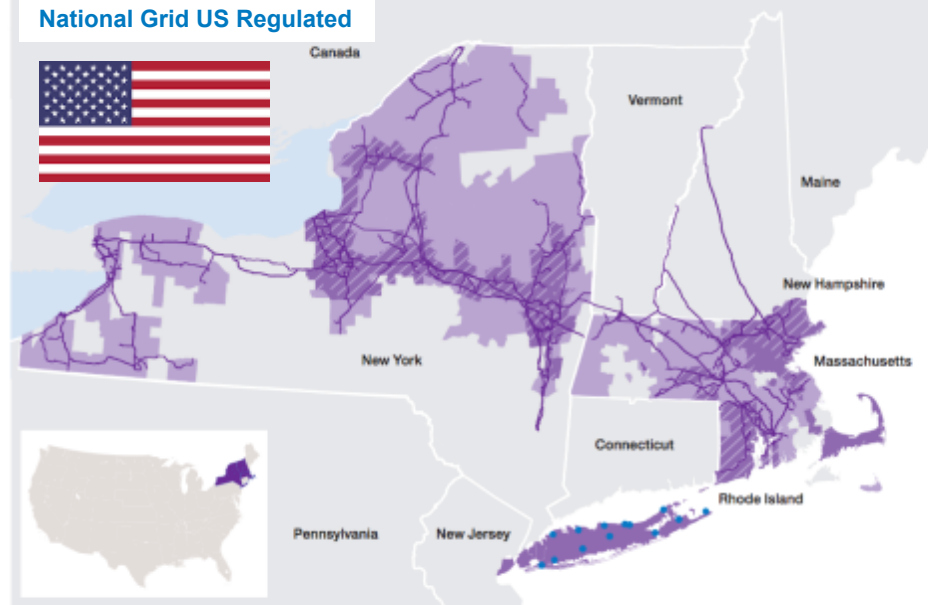 National Grid US Regulated
Canada
Vermont
Maine
New Hampshire
New York
Massachusetts
Connecticut
Rhode Island
Pennsylvania
New Jersey